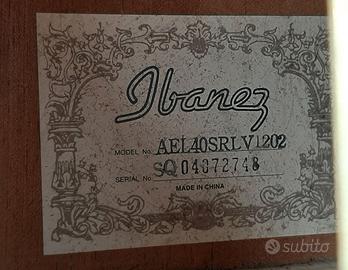 Ibanez
MODEL No. AEL40SRLV1202
SERIAL No. SQ04072748
MADE IN CHINA
subito